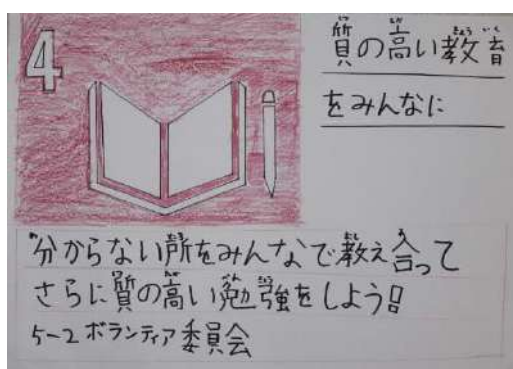 4
質の高い教育
をみんなに
分からない所をみんなで教え合って
さらに質の高い勉強をしよう!!
5-2 ボランティア委員会